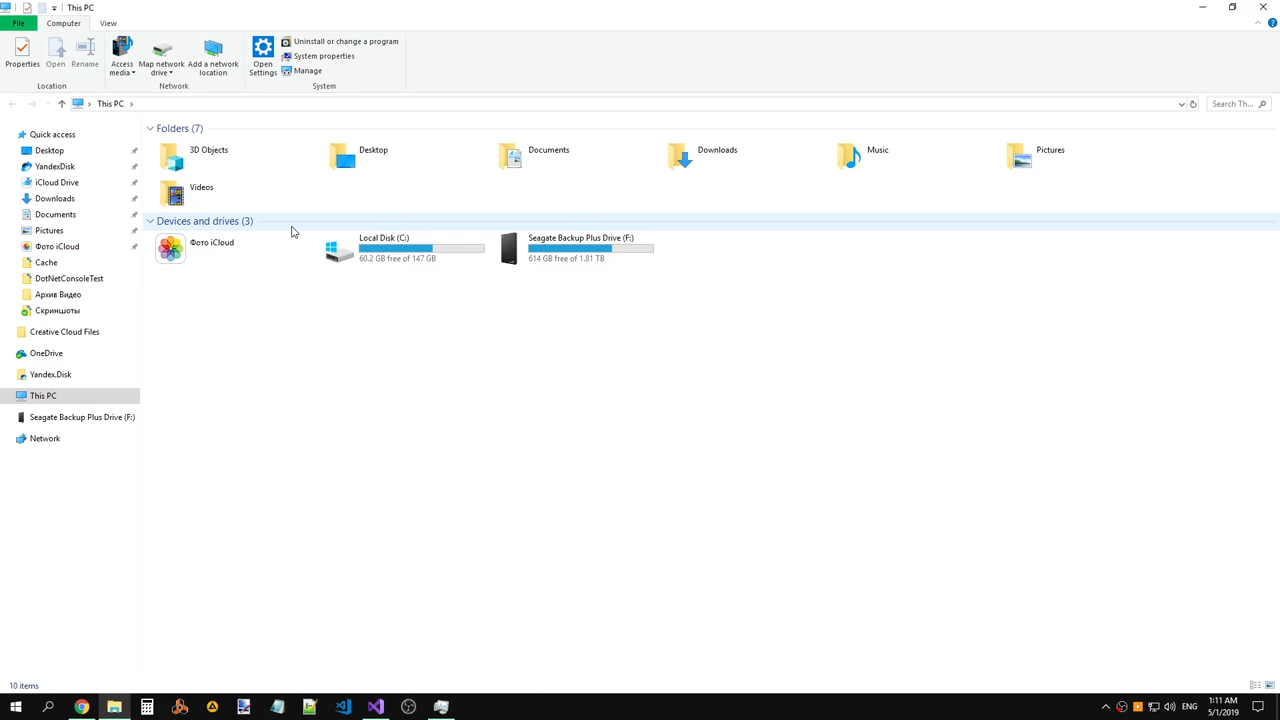 This PC
File
Computer
View
Properties
Open
Rename
Access media
Map network drive
Add a network location
Open Settings
Uninstall or change a program
System properties
Manage
Location
Network
System
This PC
Search Th...
Quick access
Desktop
YandexDisk
iCloud Drive
Downloads
Documents
Pictures
Фото iCloud
Cache
DotNetConsoleTest
Архив Видео
Скриншоты
Creative Cloud Files
OneDrive
Yandex.Disk
This PC
Seagate Backup Plus Drive (F:)
Network
Folders (7)
3D Objects
Desktop
Documents
Downloads
Music
Pictures
Videos
Devices and drives (3)
Фото iCloud
Local Disk (C:)
60.2 GB free of 147 GB
Seagate Backup Plus Drive (F:)
614 GB free of 1.81 TB
10 items
ENG
1:11 AM
5/1/2019